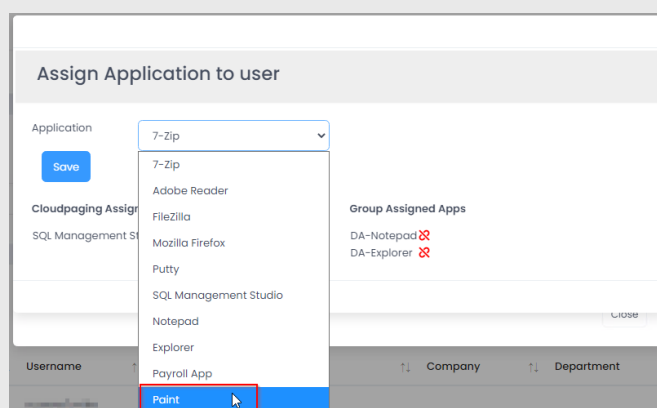 Assign Application to user
Application
7-Zip
Save
7-Zip
Adobe Reader
FileZilla
Mozilla Firefox
Putty
SQL Management Studio
Notepad
Explorer
Payroll App
Paint
Cloudpaging Assigr
SQL Management St
Group Assigned Apps
DA-Notepad
DA-Explorer
Close
Username
Company
Department